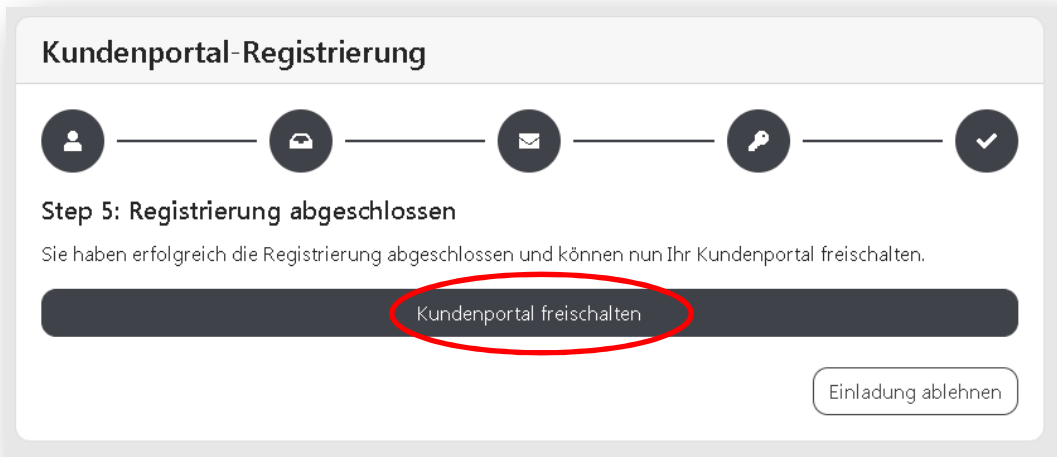 Kundenportal-Registrierung
Step 5: Registrierung abgeschlossen
Sie haben erfolgreich die Registrierung abgeschlossen und können nun Ihr Kundenportal freischalten.
Kundenportal freischalten
Einladung ablehnen